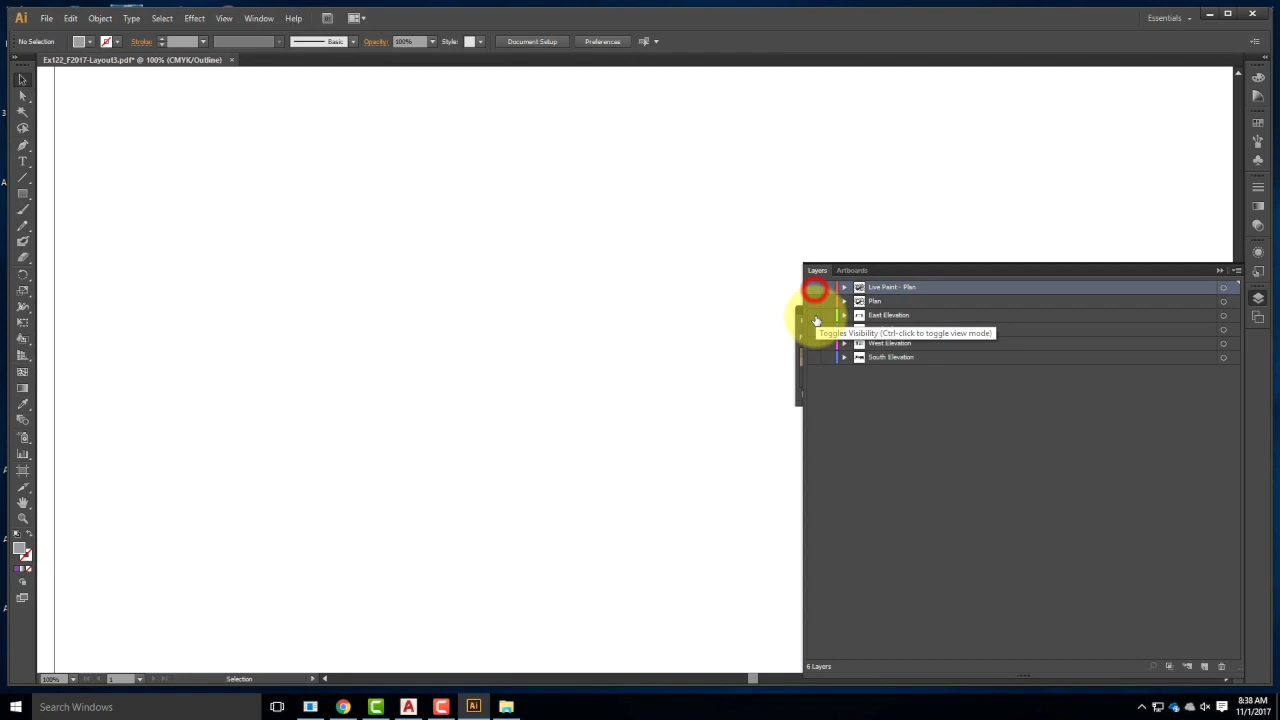 Ai File Edit Object Type Select Effect View Window Help Br Essentials
No Selection Stroke: Basic Opacity: 100% Style: Document Setup Preferences
Ex122_F2017-Layout3.pdf* @ 100% (CMYK/Outline) ×
Layers Artboards
Live Paint - Plan
Plan
East Elevation
Toggles Visibility (Ctrl-click to toggle view mode)
West Elevation
South Elevation
6 Layers
100% 1 Selection
Search Windows
8:38 AM
11/1/2017